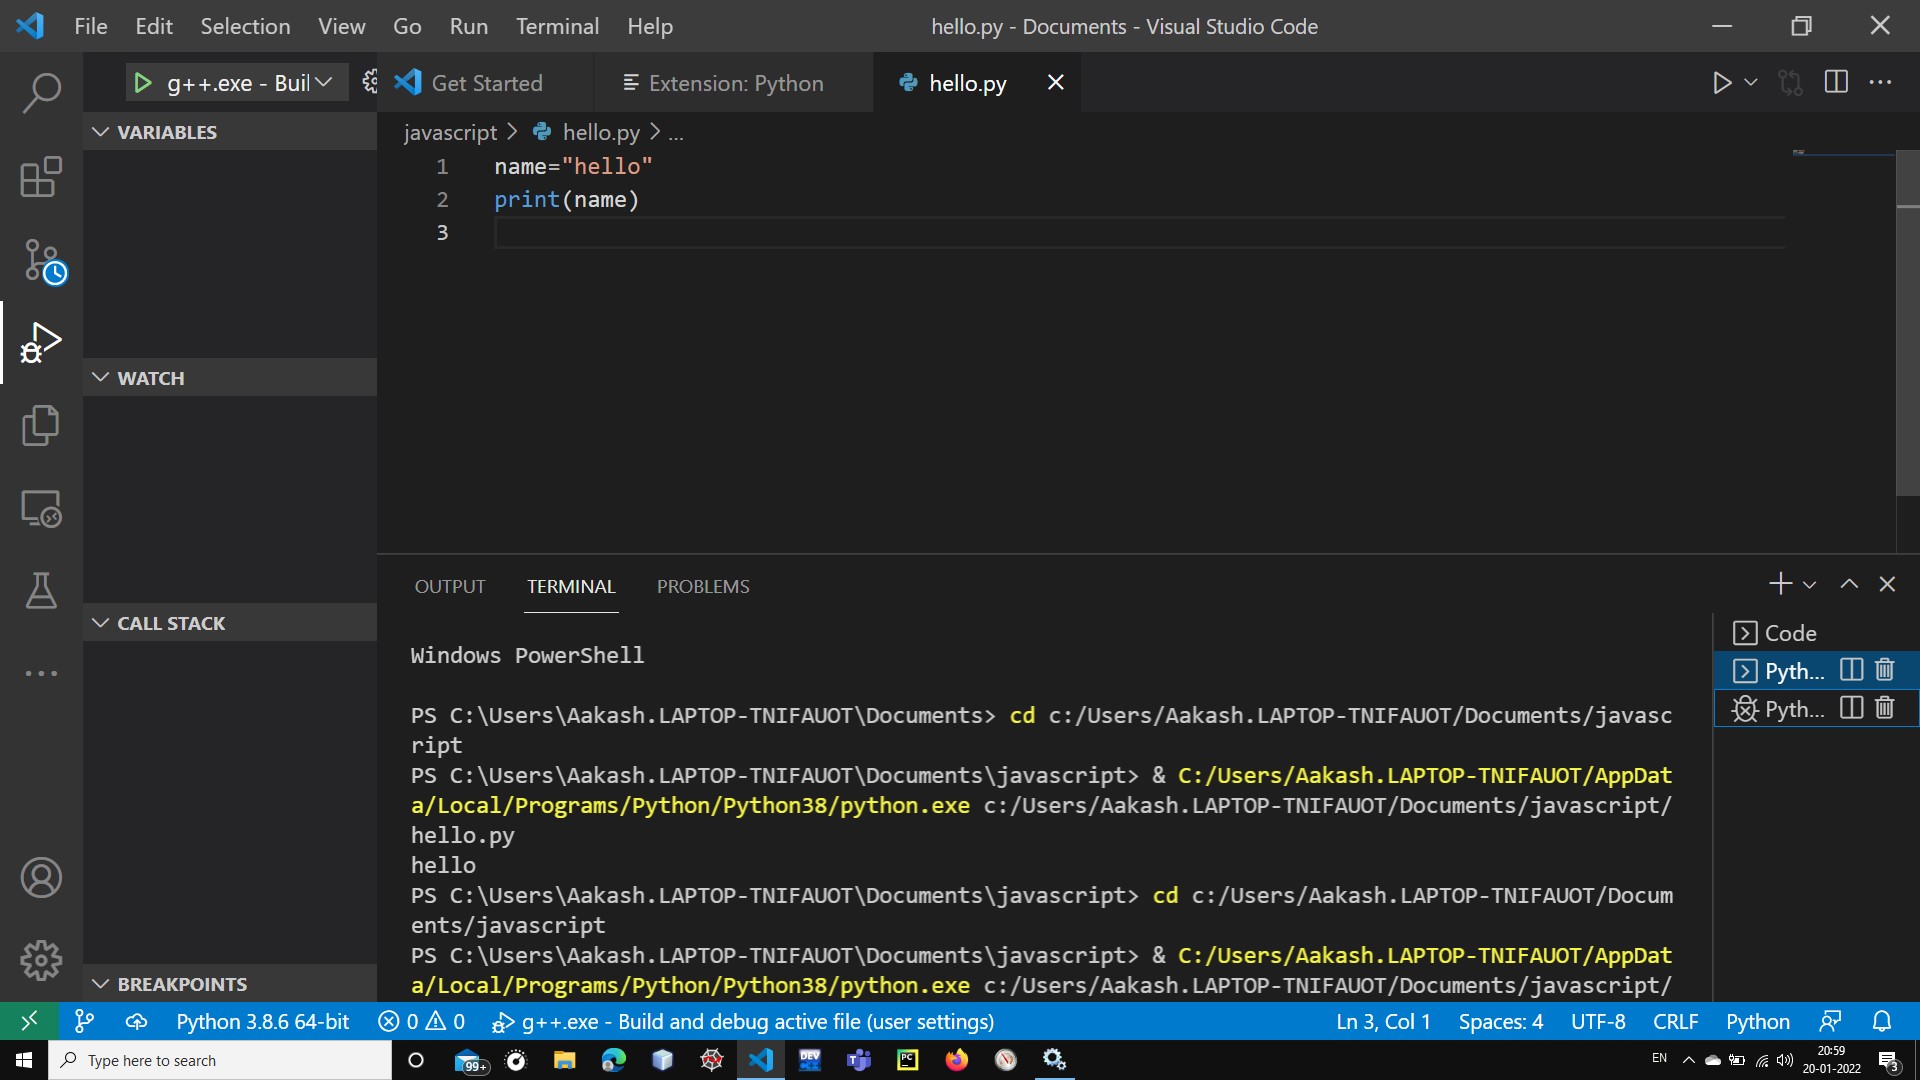 File Edit Selection View Go Run Terminal Help
hello.py - Documents - Visual Studio Code
g++.exe - Buil
Get Started
Extension: Python
hello.py
VARIABLES
javascript > hello.py > ...
1 name="hello"
2 print(name)
3
WATCH
CALL STACK
BREAKPOINTS
OUTPUT TERMINAL PROBLEMS
Windows PowerShell
PS C:\Users\Aakash.LAPTOP-TNIFAUOT\Documents> cd c:/Users/Aakash.LAPTOP-TNIFAUOT/Documents/javasc
ript
PS C:\Users\Aakash.LAPTOP-TNIFAUOT\Documents\javascript> & C:/Users/Aakash.LAPTOP-TNIFAUOT/AppDat
a/Local/Programs/Python/Python38/python.exe c:/Users/Aakash.LAPTOP-TNIFAUOT/Documents/javascript/
hello.py
hello
PS C:\Users\Aakash.LAPTOP-TNIFAUOT\Documents\javascript> cd c:/Users/Aakash.LAPTOP-TNIFAUOT/Docum
ents/javascript
PS C:\Users\Aakash.LAPTOP-TNIFAUOT\Documents\javascript> & C:/Users/Aakash.LAPTOP-TNIFAUOT/AppDat
a/Local/Programs/Python/Python38/python.exe c:/Users/Aakash.LAPTOP-TNIFAUOT/Documents/javascript/
Code
Pyth...
Pyth...
Python 3.8.6 64-bit 0 0 g++.exe - Build and debug active file (user settings) Ln 3, Col 1 Spaces: 4 UTF-8 CRLF Python
Type here to search
99+
DEV
PC
EN
20:59
20-01-2022
3